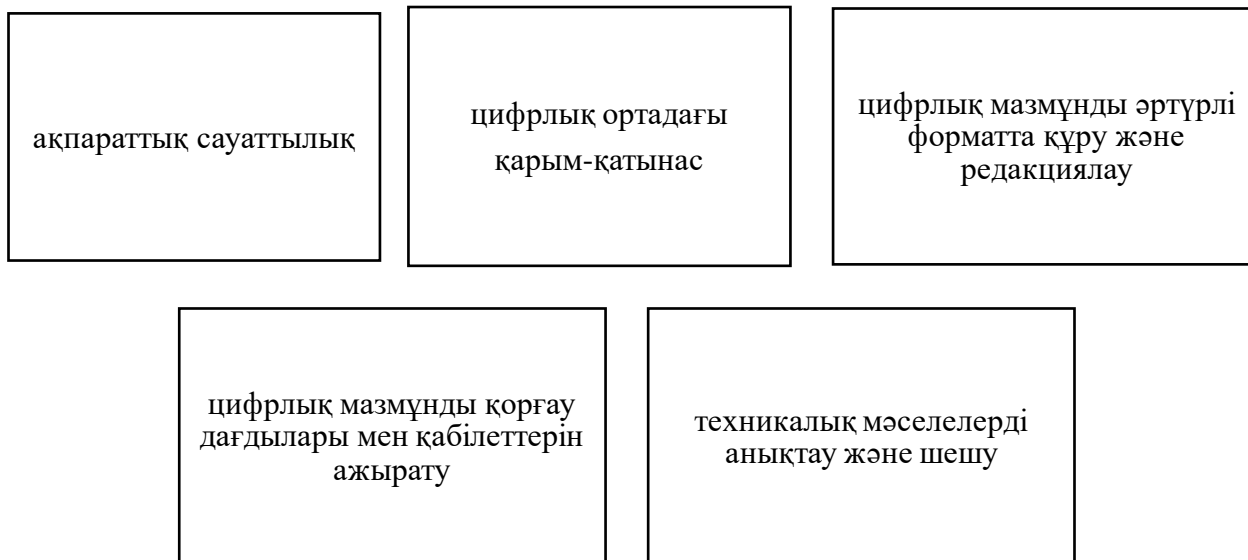 ақпараттық сауаттылық
цифрлық ортадағы
қарым-қатынас
цифрлық мазмұнды әртүрлі
форматта құру және
редакциялау
цифрлық мазмұнды қорғау
дағдылары мен қабілеттерін
ажырату
техникалық мәселелерді
анықтау және шешу